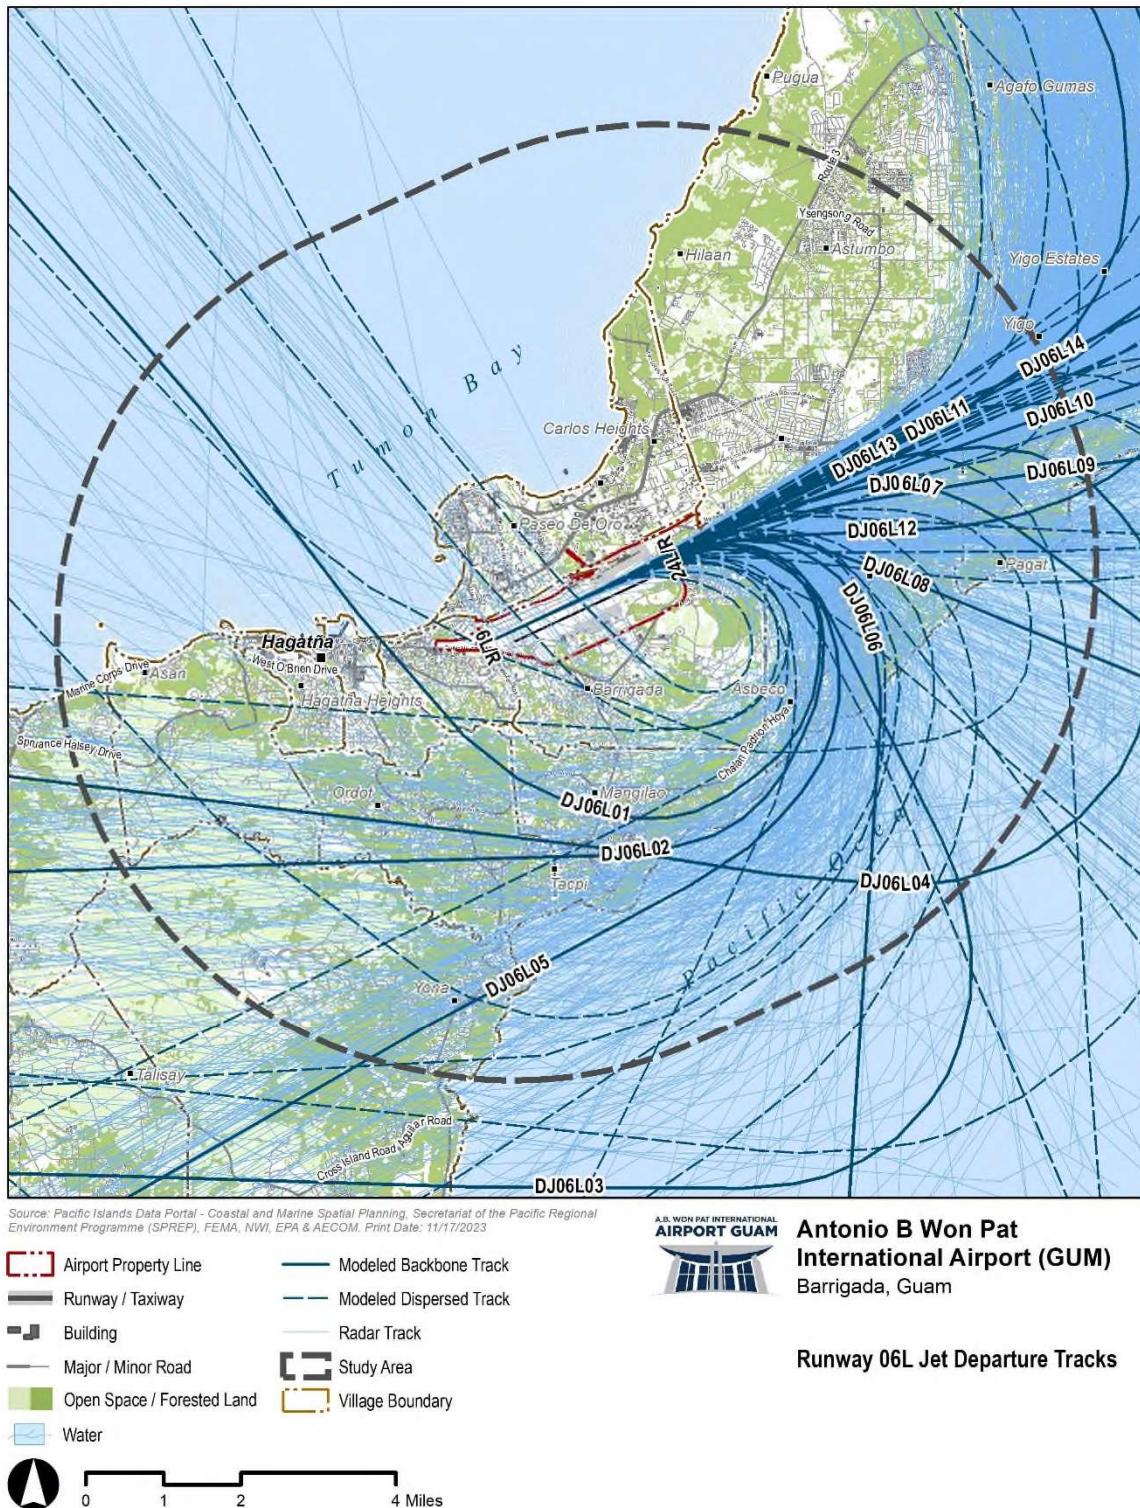 Pugua
Agafo Gumas
Route 3
Ysengsong Road
Astumbo
Hilaan
Yigo Estates
Yigo
Tumon Bay
DJ06L14
DJ06L11
DJ06L10
Carlos Heights
DJ06L13
DJ06L09
DJ06L07
Paseo De Oro
DJ06L12
24L/R
DJ06L08
Pagat
DJ06L06
6L/R
Hagatña
West O'Brien Drive
Marine Corps Drive
Asan
Hagatna Heights
Barrigada
Asbeco
Chalan Padrion Hoya
Spruance Halsey Drive
Ordot
Mangilao
DJ06L01
DJ06L02
Tacpi
DJ06L04
Pacific Ocea
DJ06L05
Yona
Talisay
Cross Island Road
Aguilar Road
DJ06L03
Source: Pacific Islands Data Portal - Coastal and Marine Spatial Planning, Secretariat of the Pacific Regional
Environment Programme (SPREP), FEMA, NWI, EPA & AECOM. Print Date: 11/17/2023
Airport Property Line
Runway / Taxiway
Building
Major / Minor Road
Open Space / Forested Land
Water
Modeled Backbone Track
Modeled Dispersed Track
Radar Track
Study Area
Village Boundary
A.B. WON PAT INTERNATIONAL
AIRPORT GUAM
Antonio B Won Pat
International Airport (GUM)
Barrigada, Guam
Runway 06L Jet Departure Tracks
0 1 2 4 Miles